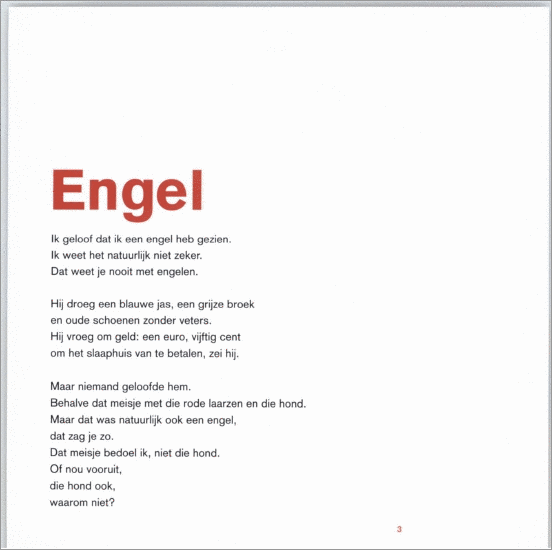 Engel
Ik geloof dat ik een engel heb gezien.
Ik weet het natuurlijk niet zeker.
Dat weet je nooit met engelen.
Hij droeg een blauwe jas, een grijze broek
en oude schoenen zonder veters.
Hij vroeg om geld: een euro, vijftig cent
om het slaaphuis van te betalen, zei hij.
Maar niemand geloofde hem.
Behalve dat meisje met die rode laarzen en die hond.
Maar dat was natuurlijk ook een engel,
dat zag je zo.
Dat meisje bedoel ik, niet die hond.
Of nou vooruit,
die hond ook,
waarom niet?
3